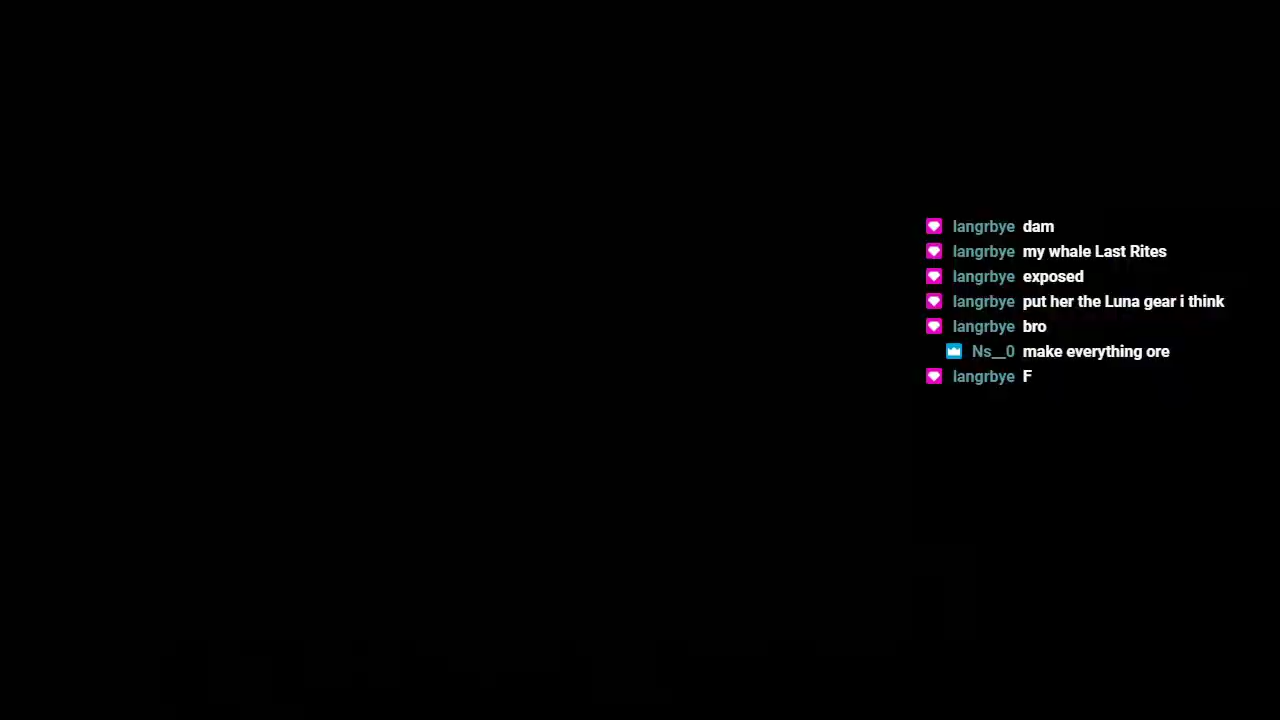 langrbye dam
langrbye my whale Last Rites
langrbye exposed
langrbye put her the Luna gear i think
langrbye bro
Ns__0 make everything ore
langrbye F